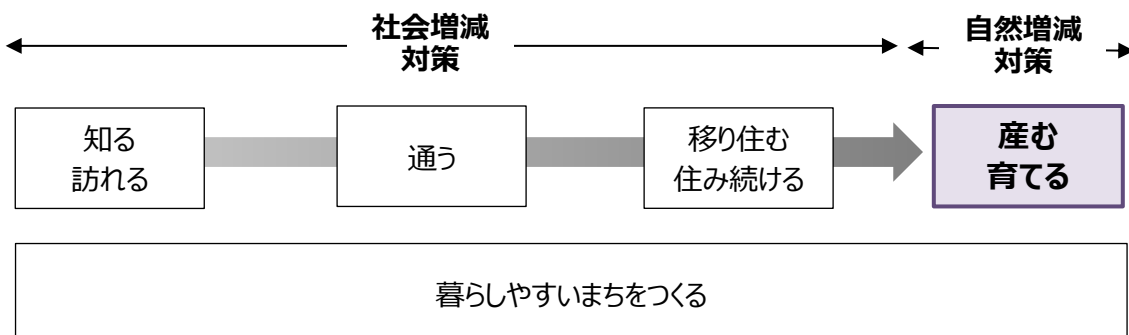 社会増減
対策
自然増減
対策
知る
訪れる
通う
移り住む
住み続ける
産む
育てる
暮らしやすいまちをつくる